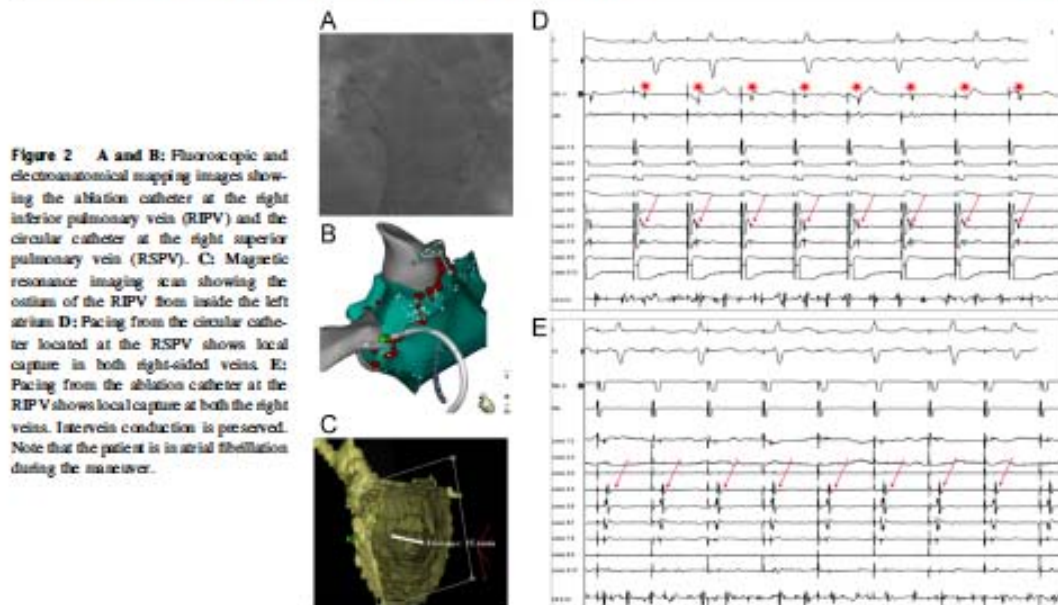 Figure 2 A and B: Fluoroscopic and
electroanatomical mapping images show-
ing the ablation catheter at the right
inferior pulmonary vein (RIPV) and the
circular catheter at the right superior
pulmonary vein (RSPV). C: Magnetic
resonance imaging scan showing the
ostium of the RIPV from inside the left
atrium D: Pacing from the circular cathe-
ter located at the RSPV shows local
capture in both right-sided veins. E:
Pacing from the ablation catheter at the
RIPV shows local capture at both the right
veins. Intervein conduction is preserved.
Note that the patient is in atrial fibrillation
during the maneuver.
A
B
C
D
E